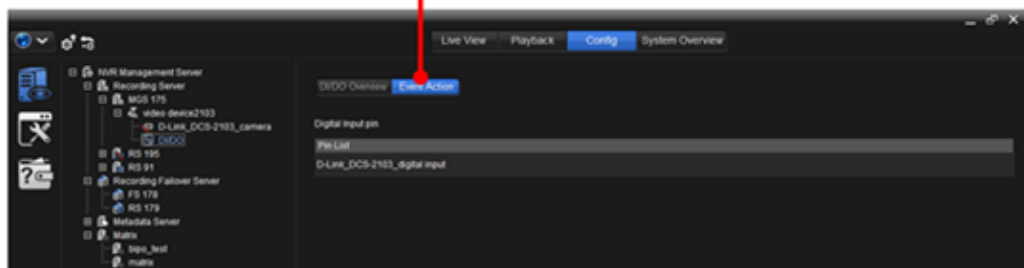 Live View Playback Config System Overview
NVR Management Server
Recording Server
MGS 175
video device2103
D-Link_DCS-2103_camera
DI/DO
RS 195
RS 91
Recording Failover Server
FS 178
RS 179
Metadata Server
Matrix
bipo_test
matrix
DI/DO Overview Event Action
Digital Input pin
Pin List
D-Link_DCS-2103_digital input